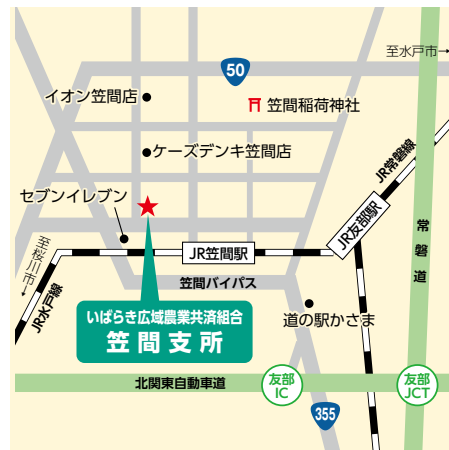 至水戸市→
50
イオン笠間店
笠間稲荷神社
ケーズデンキ笠間店
JR常磐線
セブンイレブン
JR友部駅
常磐道
至桜川市→
JR笠間駅
JR水戸線
笠間バイパス
いばらき広域農業共済組合
笠間支所
道の駅かさま
北関東自動車道
友部
IC
友部
JCT
355